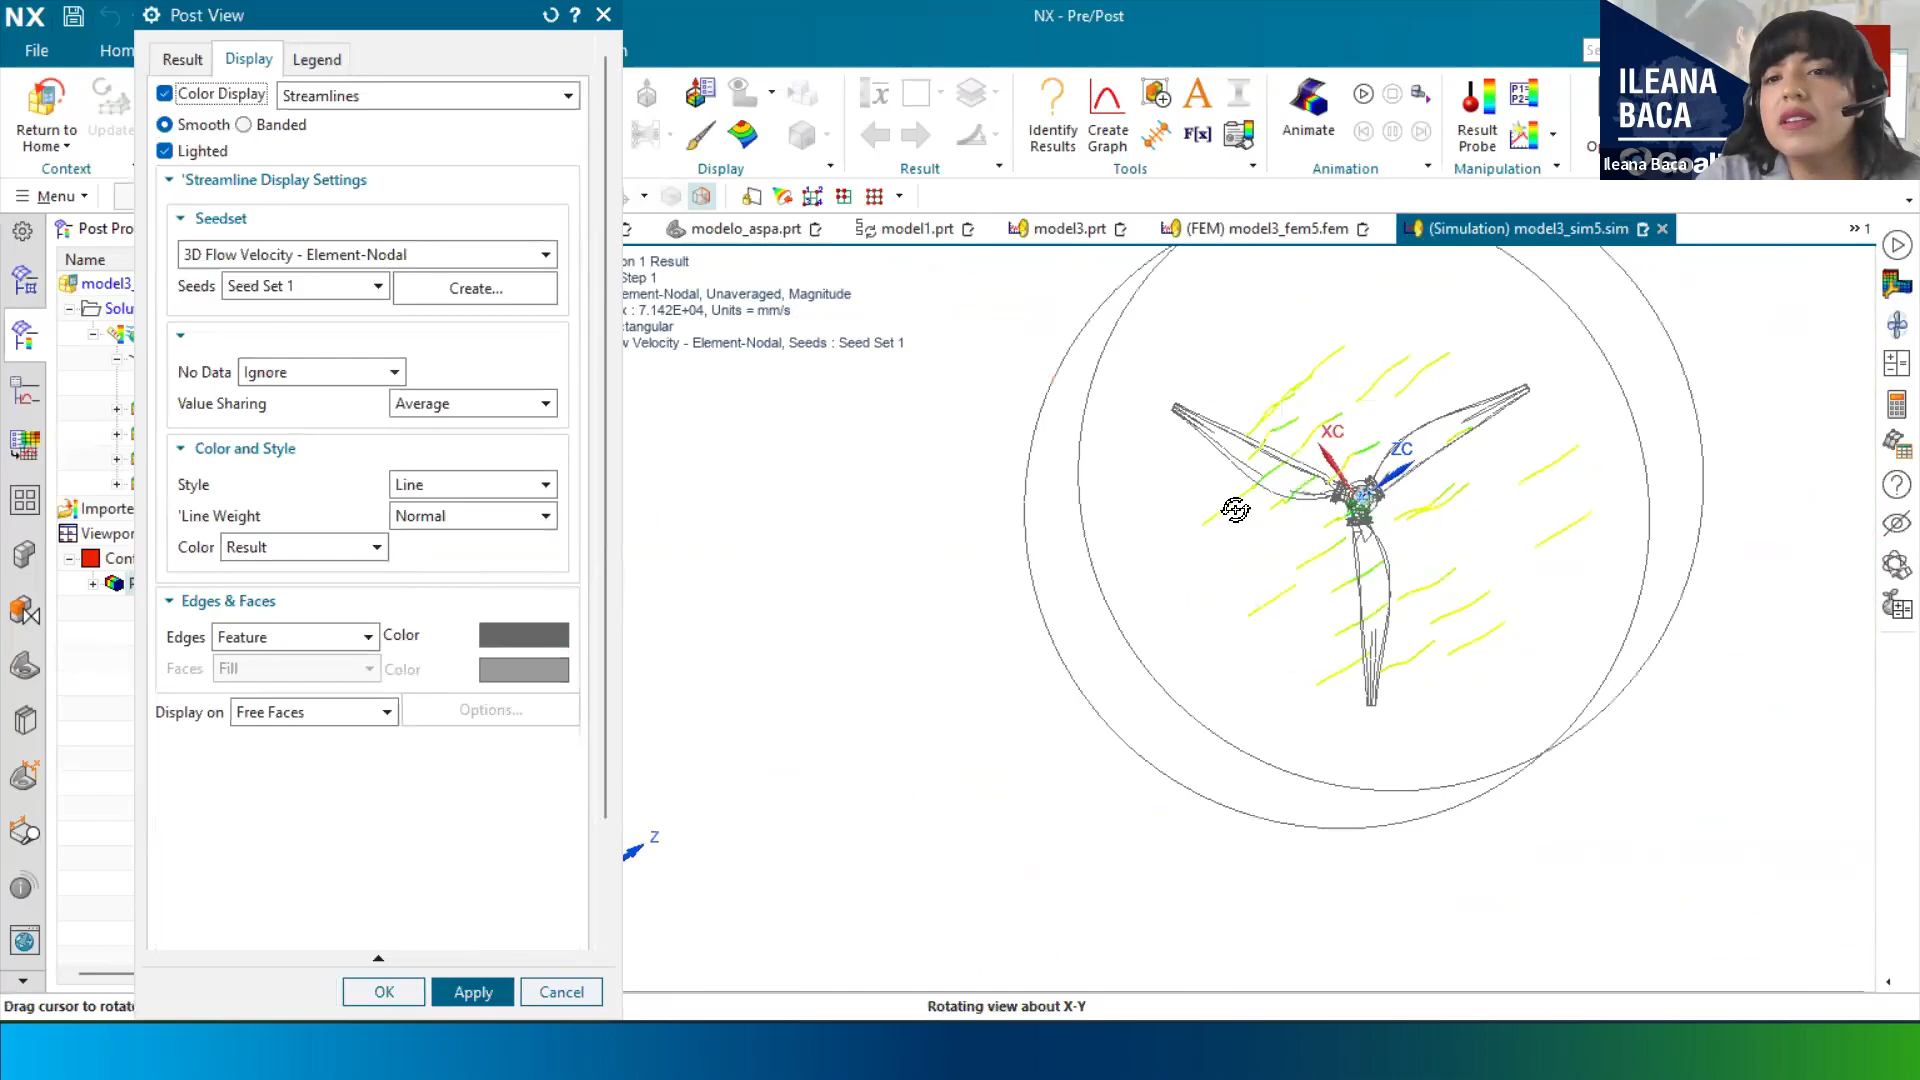 NX
Post View
NX - Pre/Post
File
Hom
Result
Display
Legend
Color Display
Streamlines
Smooth
Banded
Lighted
'Streamline Display Settings
Seedset
3D Flow Velocity - Element-Nodal
Seeds
Seed Set 1
Create...
No Data
Ignore
Value Sharing
Average
Color and Style
Style
Line
'Line Weight
Normal
Color
Result
Edges & Faces
Edges
Feature
Color
Faces
Fill
Color
Display on
Free Faces
Options...
OK
Apply
Cancel
Return to
Home
Update
Context
Menu
Post Pro
Name
model3_
Solu
Importe
Viewpor
Cont
Display
Result
Identify
Results
Create
Graph
A
F[x]
Tools
Animate
Animation
Result
Probe
P1=
P2=
Manipulation
Se
ILEANA
BACA
Ileana Baca
modelo_aspa.prt
model1.prt
model3.prt
(FEM) model3_fem5.fem
(Simulation) model3_sim5.sim
1
on 1 Result
Step 1
ement-Nodal, Unaveraged, Magnitude
x : 7.142E+04, Units = mm/s
ctangular
w Velocity - Element-Nodal, Seeds : Seed Set 1
XC
ZC
Z
Drag cursor to rotat
Rotating view about X-Y